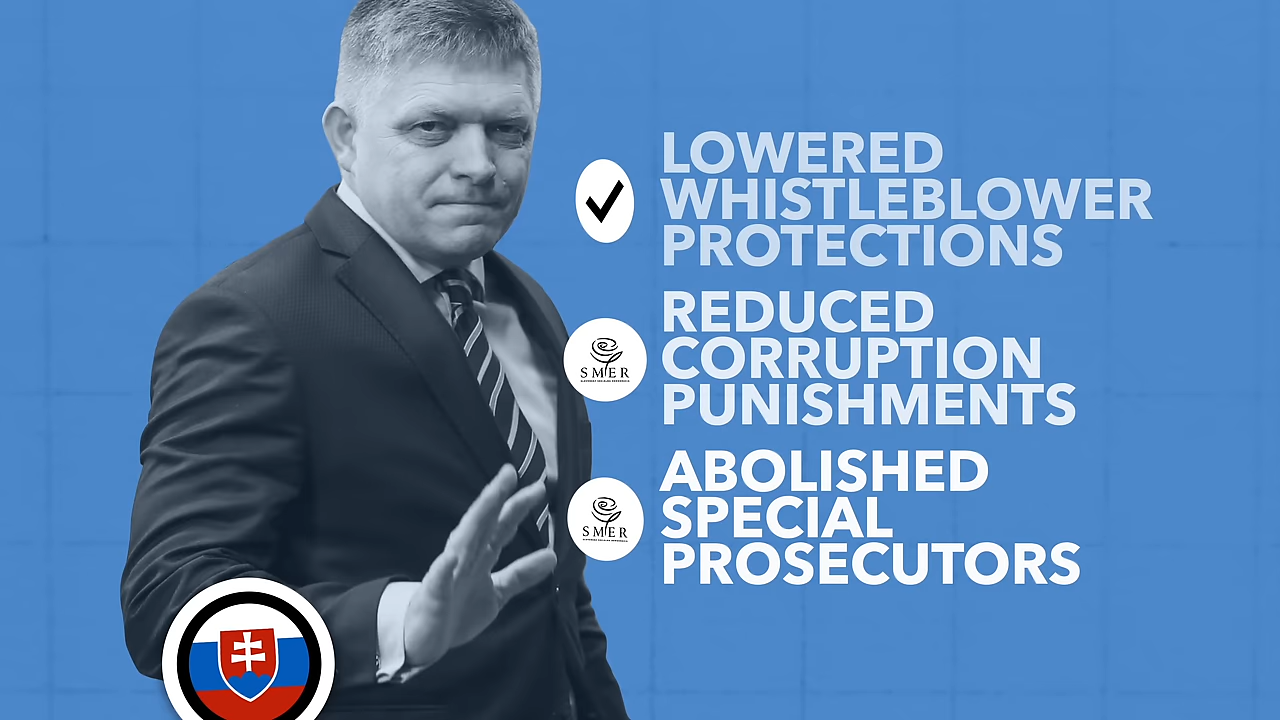 LOWERED
WHISTLEBLOWER
PROTECTIONS
REDUCED
CORRUPTION
PUNISHMENTS
SMER
ABOLISHED
SPECIAL
PROSECUTORS
SMER